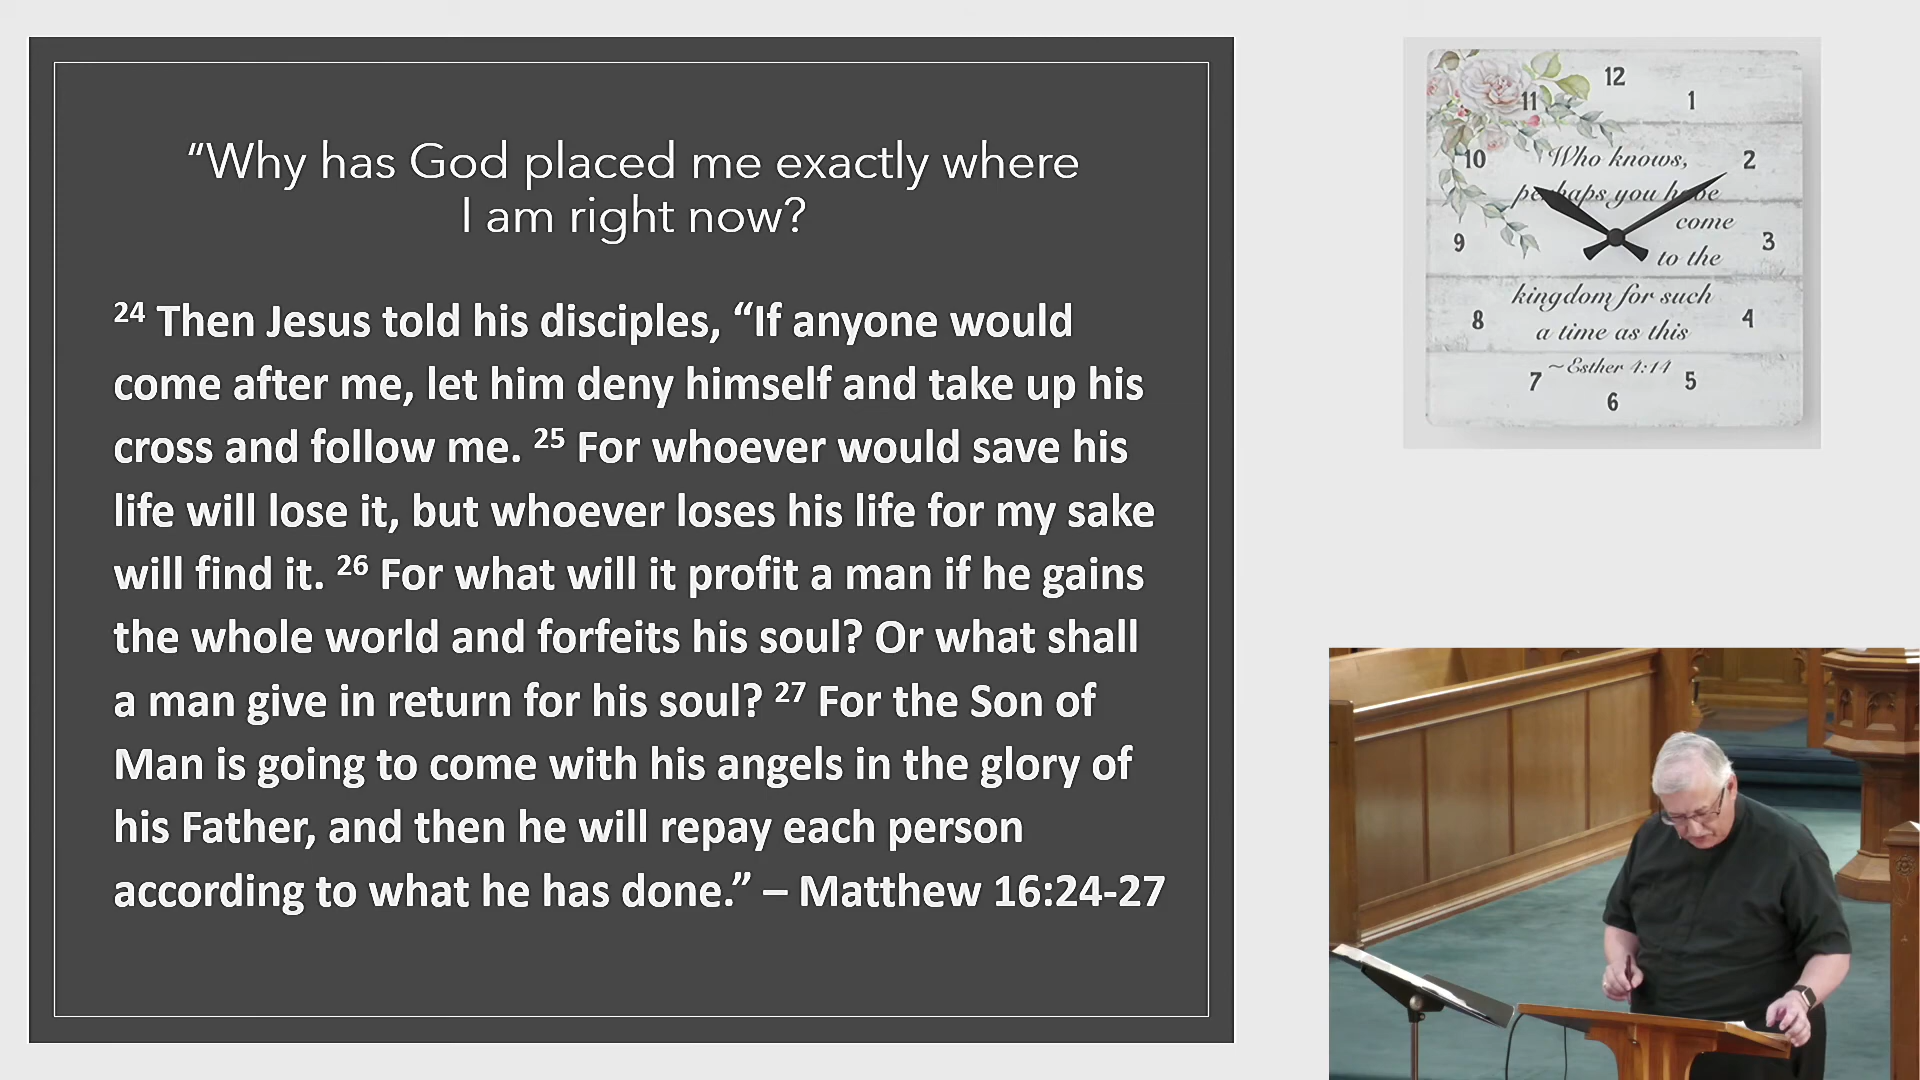 “Why has God placed me exactly where
I am right now?
24 Then Jesus told his disciples, “If anyone would
come after me, let him deny himself and take up his
cross and follow me. 25 For whoever would save his
life will lose it, but whoever loses his life for my sake
will find it. 26 For what will it profit a man if he gains
the whole world and forfeits his soul? Or what shall
a man give in return for his soul? 27 For the Son of
Man is going to come with his angels in the glory of
his Father, and then he will repay each person
according to what he has done.” – Matthew 16:24-27
12
11
1
10
2
Who knows,
perhaps you have
come
9
3
to the
kingdom for such
8
4
a time as this
~Esther 4:14
7
5
6